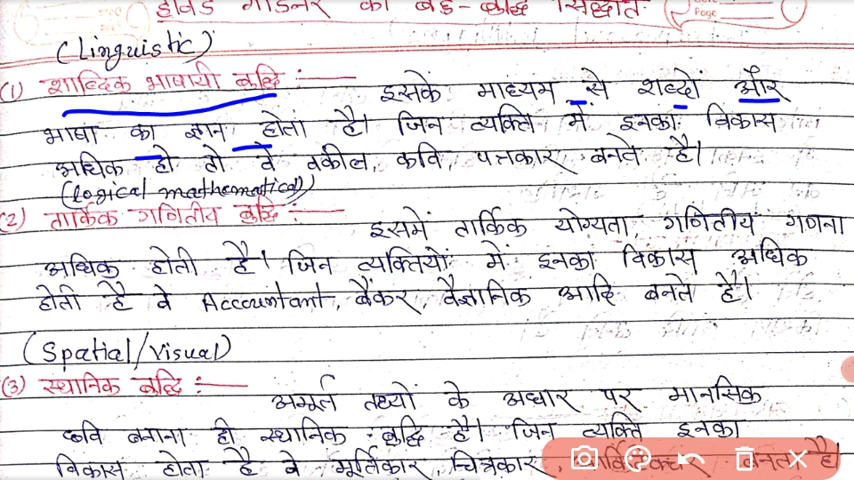 हावर्ड गार्डनर का बहु-बुद्धि सिद्धांत
(Linguistic)
(1) शाब्दिक भाषायी बुद्धि :— इसके माध्यम से शब्दों और
भाषा का ज्ञान होता है। जिन व्यक्ति में इनका विकास
अधिक हो तो वे वकील, कवि, पत्रकार बनते है।
(logical mathematical)
(2) तार्किक गणितीय बुद्धि :— इसमें तार्किक योग्यता, गणितीय गणना
अधिक होती है। जिन व्यक्तियों में इनका विकास अधिक
होती है वे Accountant, बैंकर, वैज्ञानिक आदि बनते है।
(Spatial/Visual)
(3) स्थानिक बुद्धि :— अमूर्त तथ्यों के अधार पर मानसिक
छवि बनाना ही स्थानिक बुद्धि है। जिन व्यक्ति इनका
विकास होता है वे मूर्तिकार, चित्रकार, बनते है।